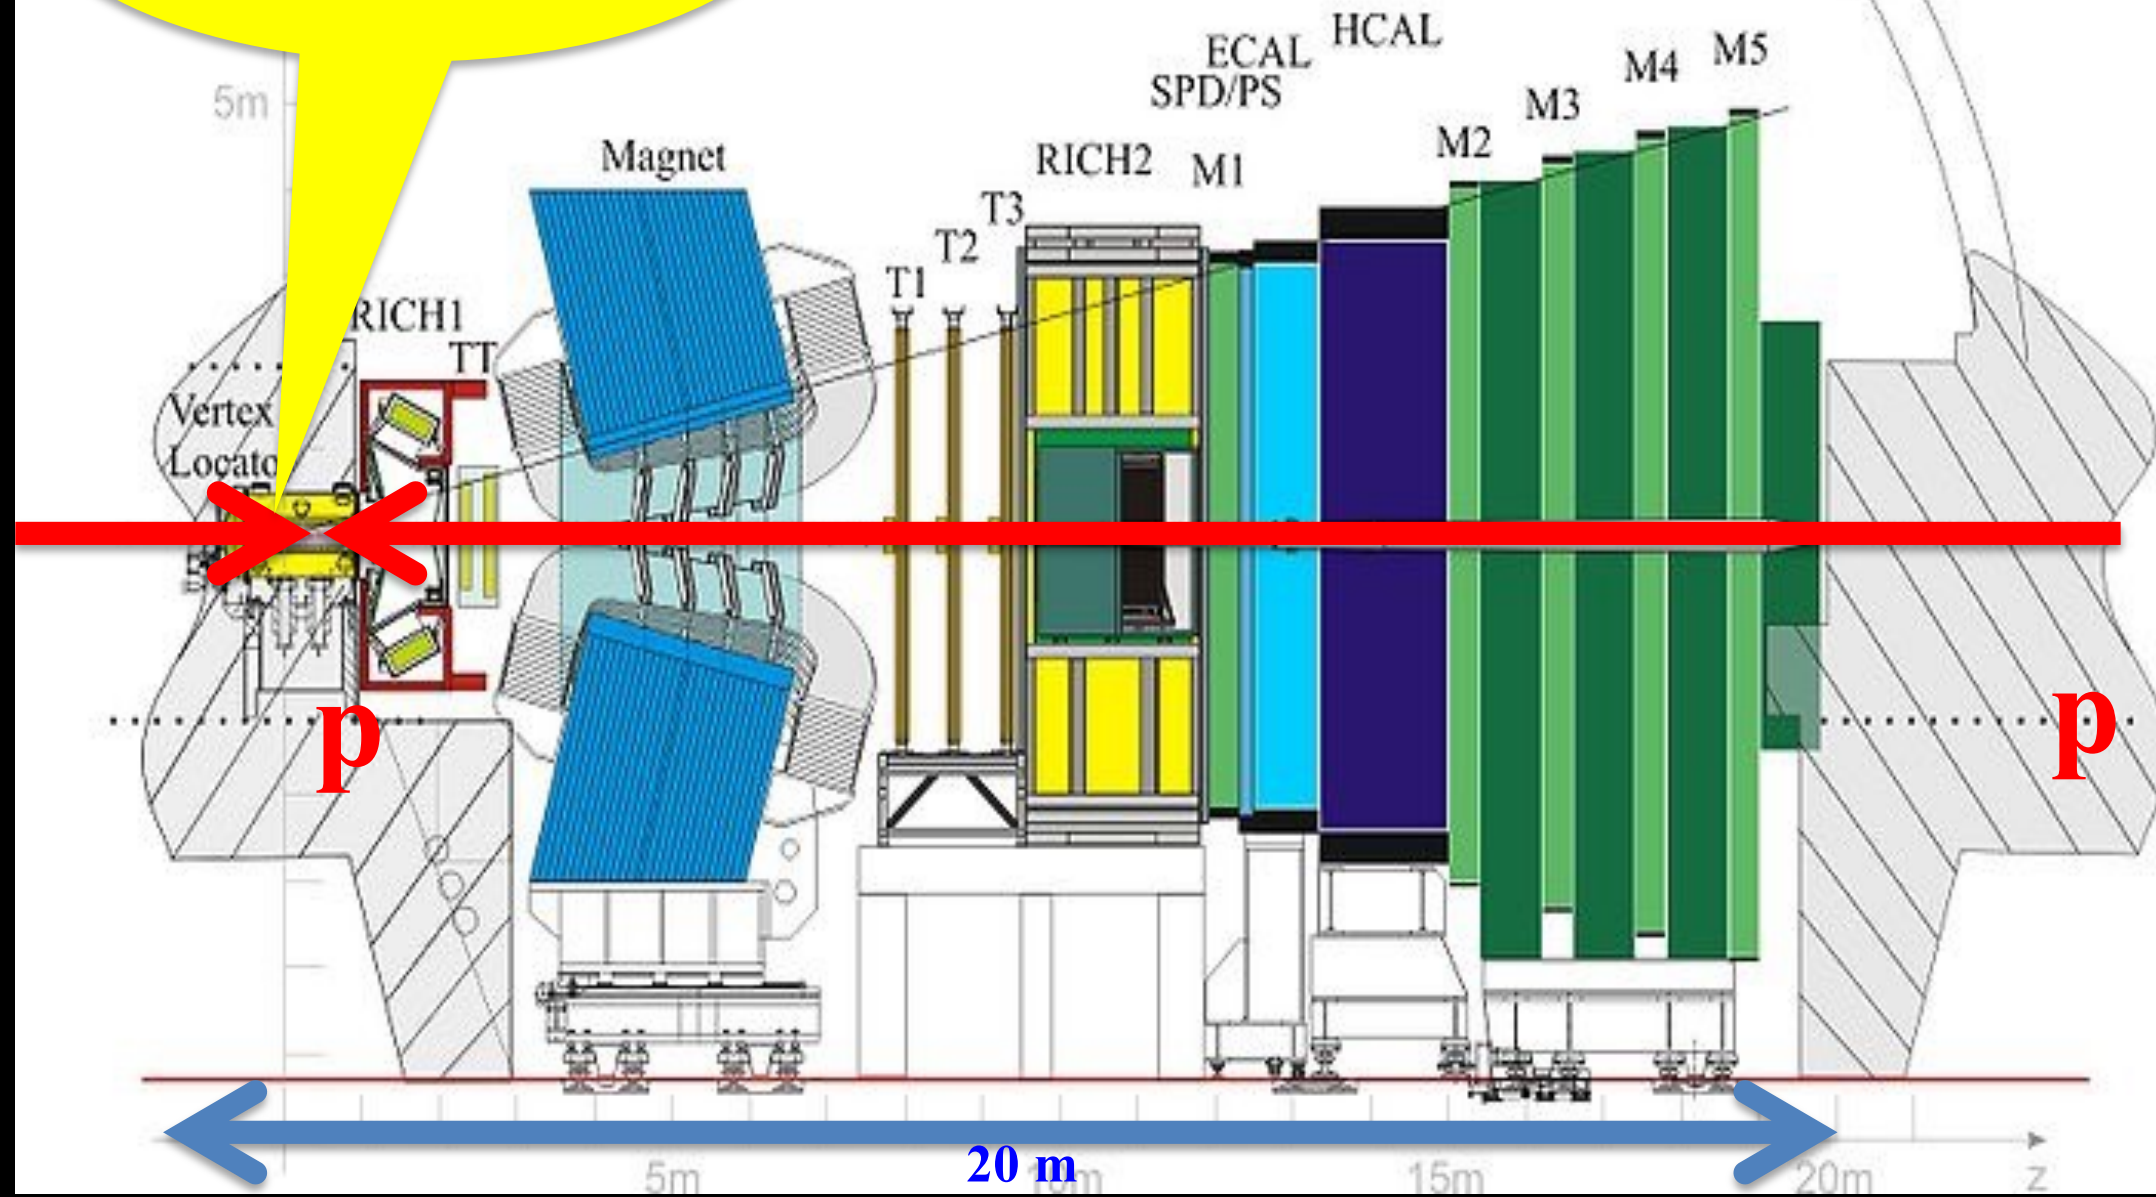 HCAL
ECAL
SPD/PS
M5
M4
M3
M2
5m
Magnet
RICH2
M1
T3
T2
T1
RICH1
TT
Vertex
Locato
p
p
20 m
5m
10m
15m
20m
z